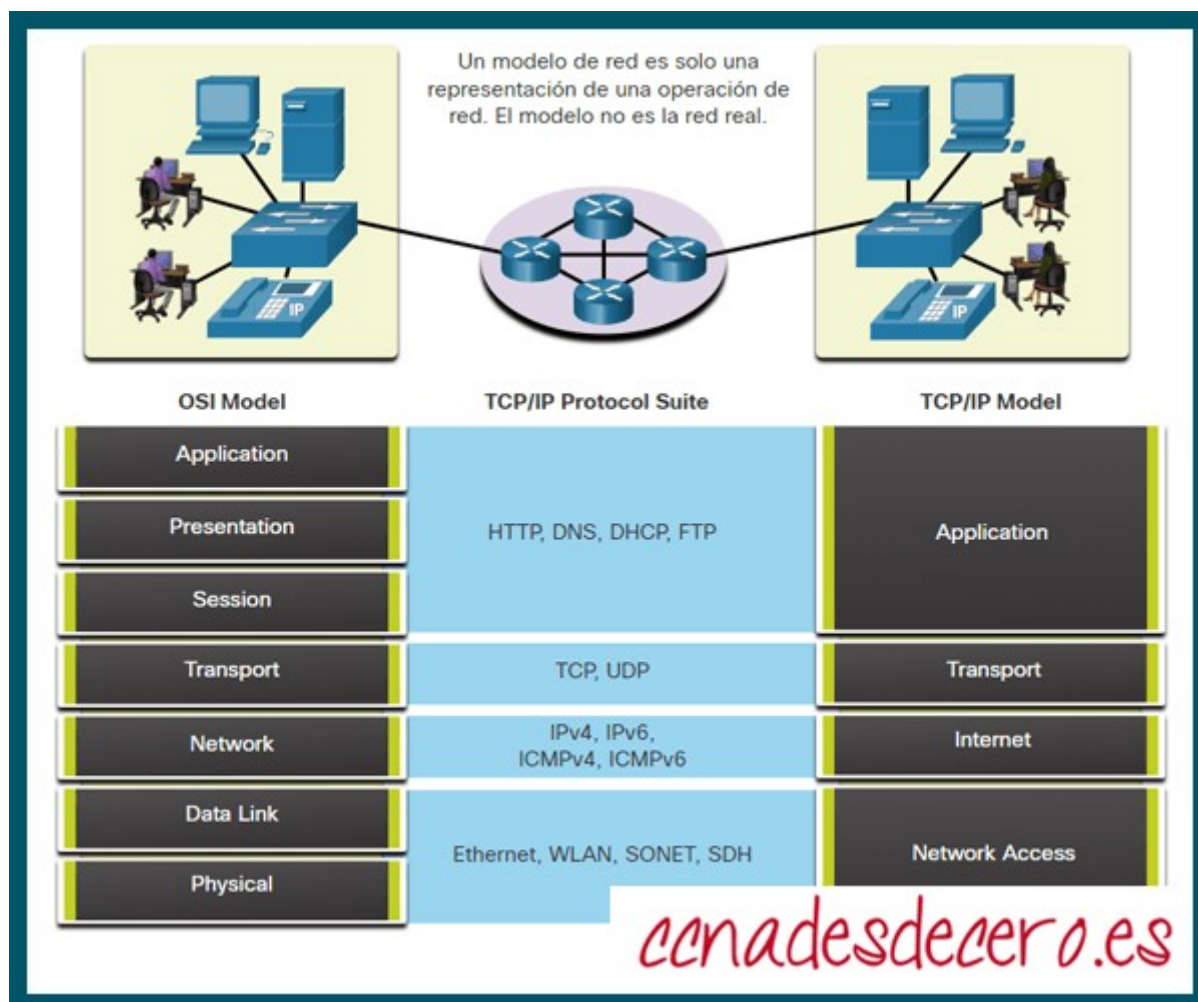 Un modelo de red es solo una
representación de una operación de
red. El modelo no es la red real.
IP
IP
OSI Model
TCP/IP Protocol Suite
TCP/IP Model
Application
Presentation
Session
HTTP, DNS, DHCP, FTP
Application
Transport
TCP, UDP
Transport
Network
IPv4, IPv6,
ICMPv4, ICMPv6
Internet
Data Link
Physical
Ethernet, WLAN, SONET, SDH
Network Access
ccnadesdecero.es